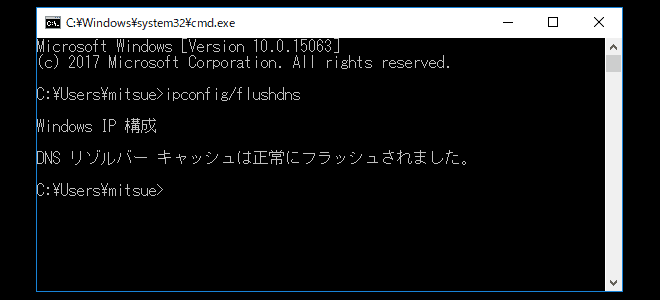 C:¥Windows¥system32¥cmd.exe
Microsoft Windows [Version 10.0.15063]
(c) 2017 Microsoft Corporation. All rights reserved.
C:¥Users¥mitsue>ipconfig/flushdns
Windows IP 構成
DNS リゾルバー キャッシュは正常にフラッシュされました。
C:¥Users¥mitsue>